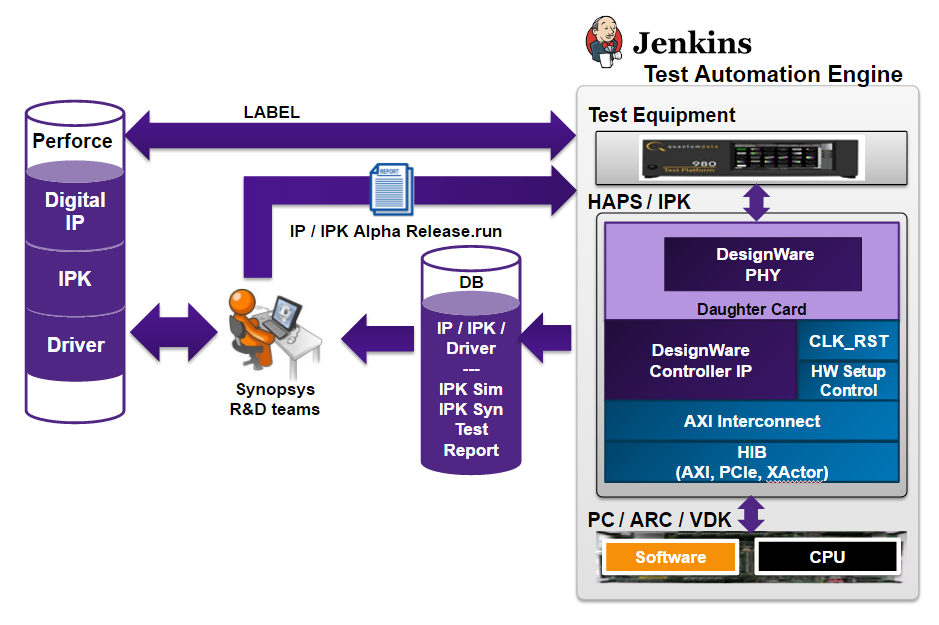 Jenkins
Test Automation Engine
LABEL
Perforce
Digital
IP
IPK
Driver
REPORT
IP / IPK Alpha Release.run
Synopsys
R&D teams
DB
IP / IPK /
Driver
---
IPK Sim
IPK Syn
Test
Report
Test Equipment
quantumdata
980
Test Platform
HAPS / IPK
DesignWare
PHY
Daughter Card
DesignWare
Controller IP
CLK_RST
HW Setup
Control
AXI Interconnect
HIB
(AXI, PCIe, XActor)
PC / ARC / VDK
Software
CPU